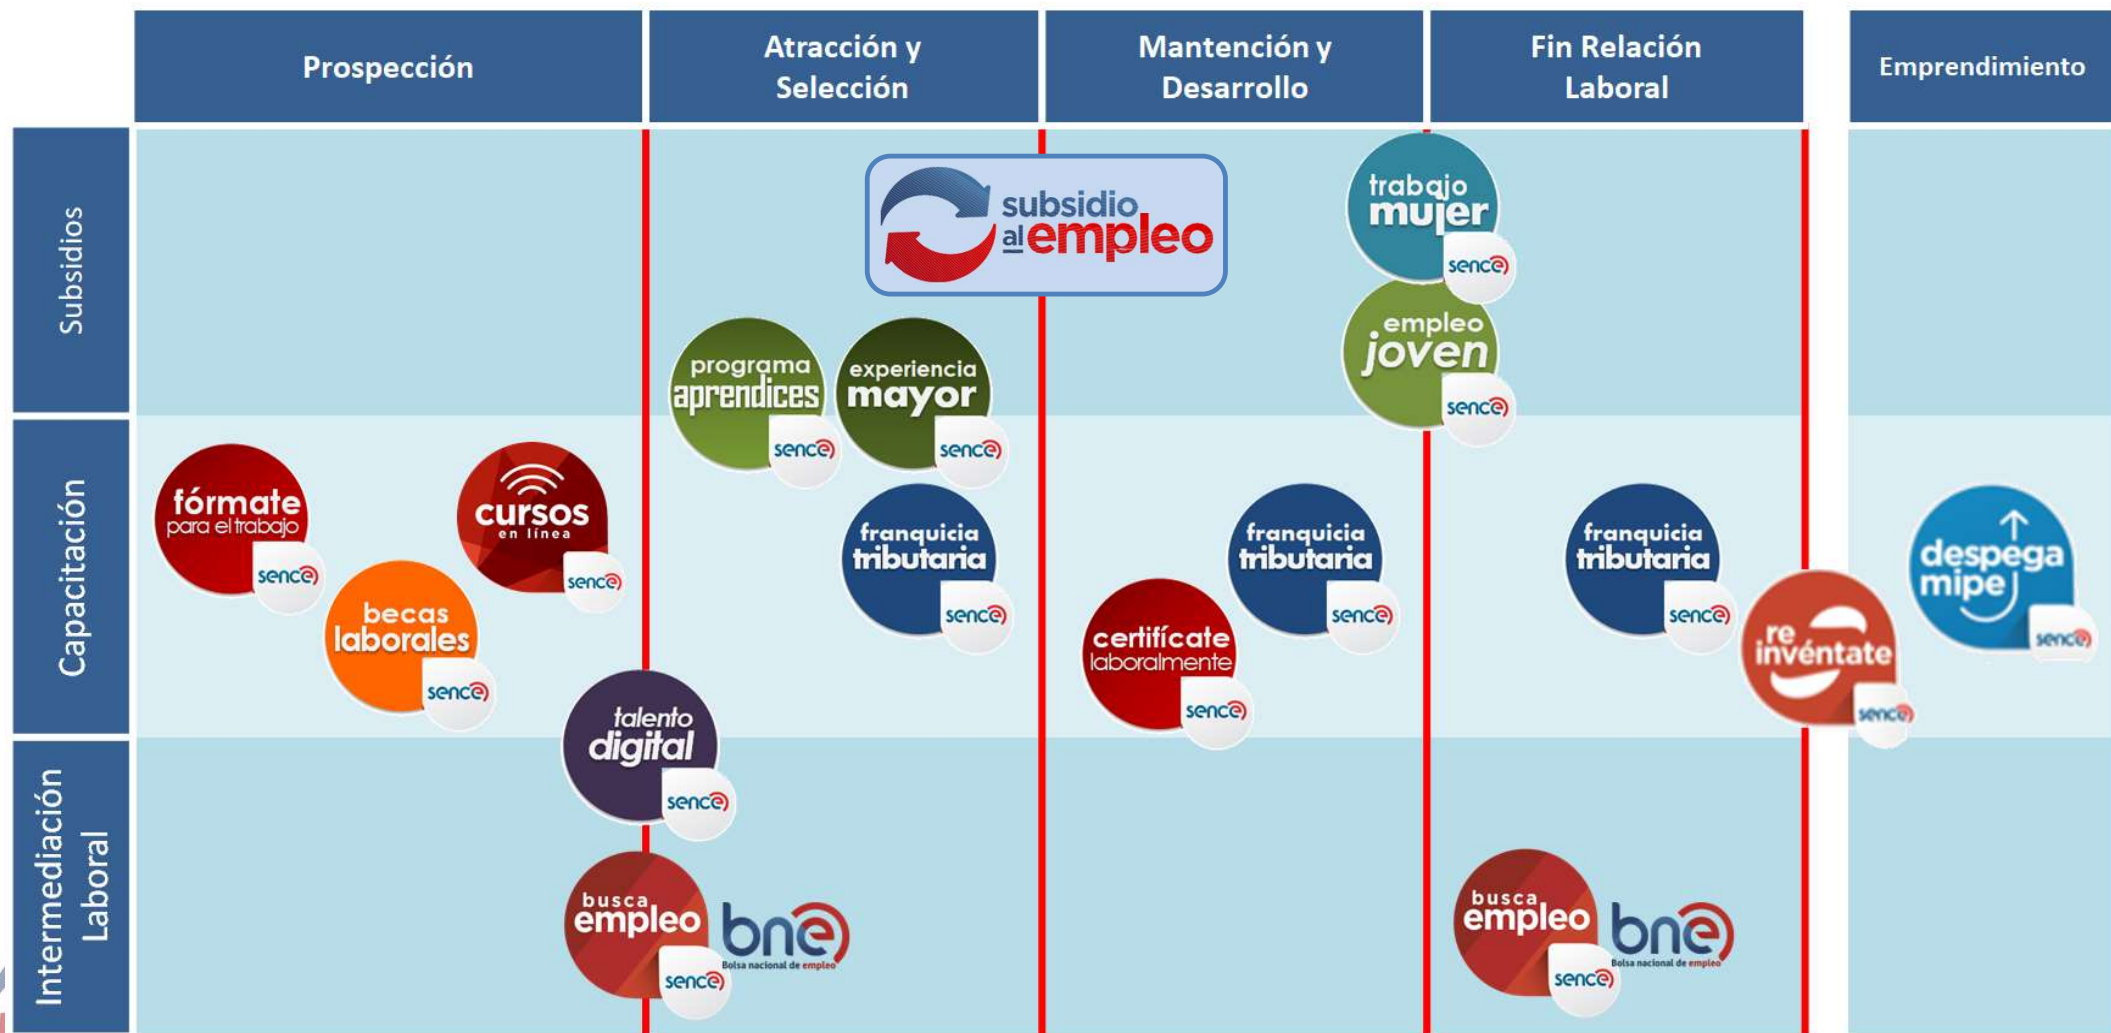 Prospección
Atracción y
Selección
Mantención y
Desarrollo
Fin Relación
Laboral
Emprendimiento
Subsidios
subsidio
al empleo
trabajo
mujer
sence
empleo
joven
sence
programa
aprendices
sence
experiencia
mayor
sence
Capacitación
fórmate
para el trabajo
sence
cursos
en línea
sence
becas
laborales
sence
franquicia
tributaria
sence
franquicia
tributaria
sence
certifícate
laboralmente
sence
franquicia
tributaria
sence
re
invéntate
sence
despega
mipe
sence
talento
digital
sence
Intermediación
Laboral
busca
empleo
sence
bne
Bolsa nacional de empleo
busca
empleo
sence
bne
Bolsa nacional de empleo